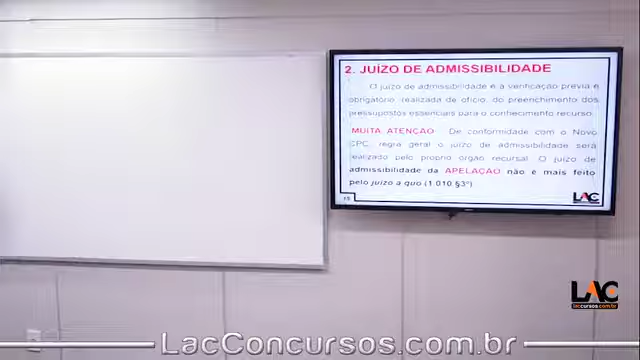 2. JUÍZO DE ADMISSIBILIDADE
O juízo de admissibilidade é a verificação prévia e
obrigatória, realizada de ofício, do preenchimento dos
pressupostos essenciais para o conhecimento recurso.
MUITA ATENÇÃO De conformidade com o Novo
CPC, regra geral o juízo de admissibilidade será
realizado pelo próprio órgão recursal. O juízo de
admissibilidade da APELAÇÃO não é mais feito
pelo juízo a quo (1.010 §3º)
LAC
LAC
lacconcursos.com.br
LacConcursos.com.br